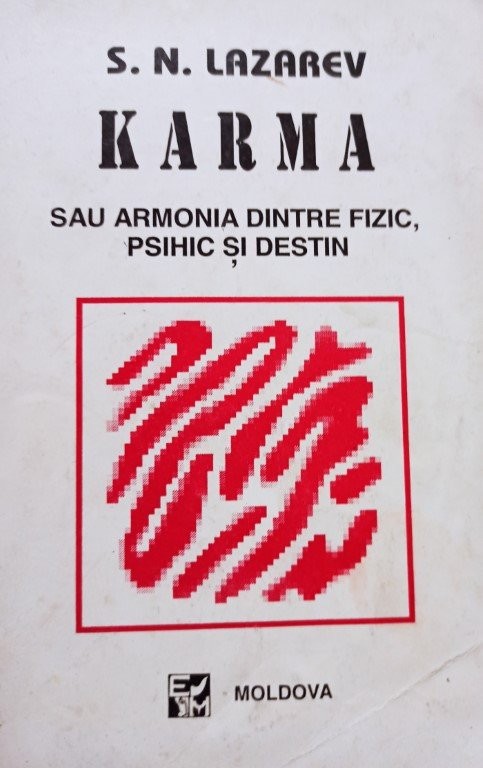 S. N. LAZAREV
KARMA
SAU ARMONIA DINTRE FIZIC,
PSIHIC ȘI DESTIN
MOLDOVA